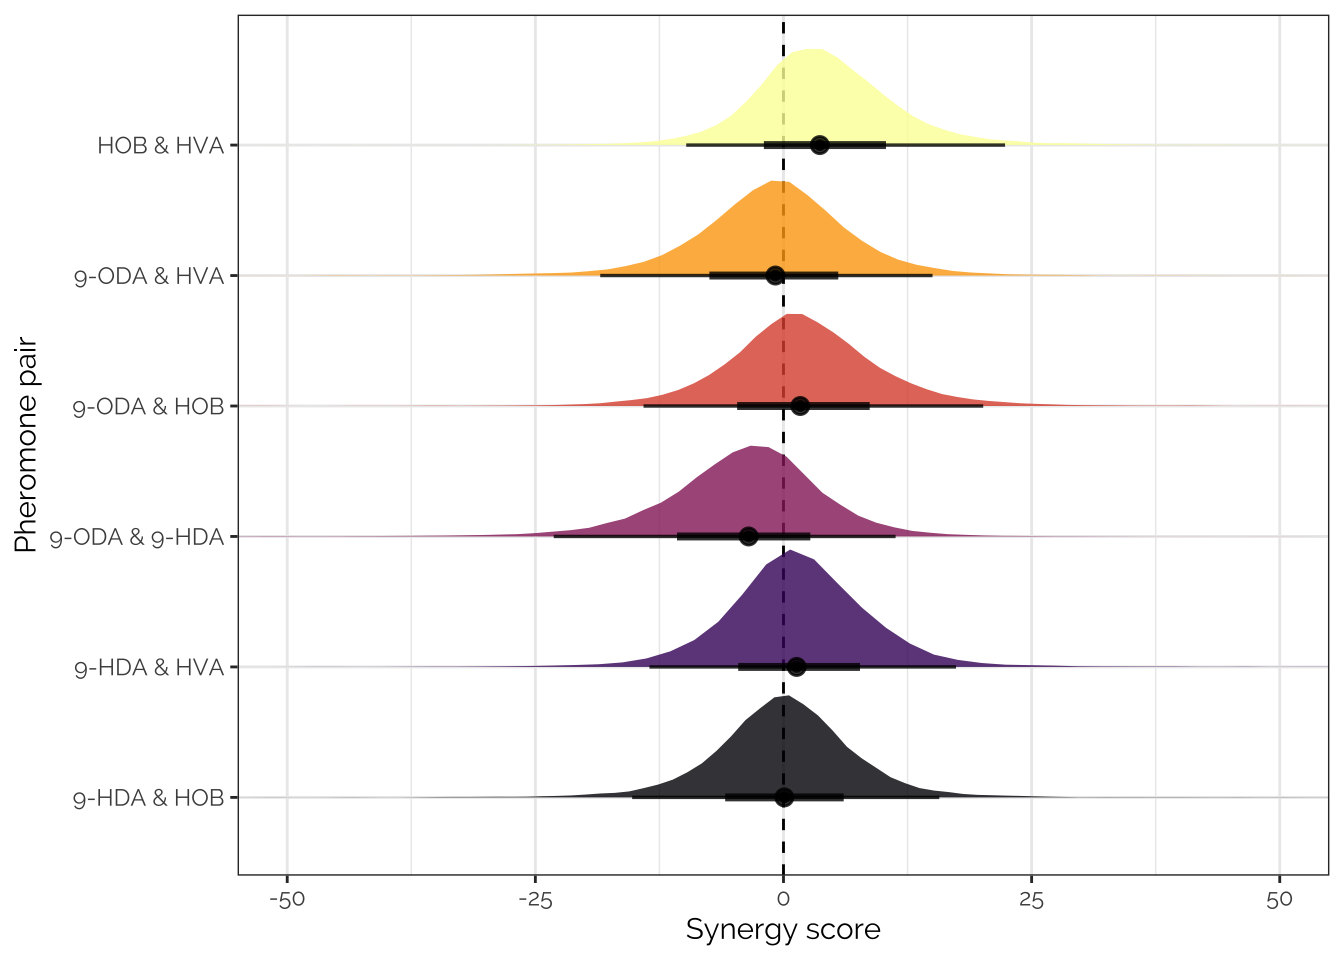 Pheromone pair
HOB & HVA
9-ODA & HVA
9-ODA & HOB
9-ODA & 9-HDA
9-HDA & HVA
9-HDA & HOB
-50 -25 0 25 50
Synergy score